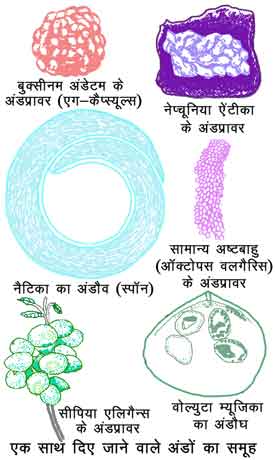 बुक्सीनम अंडेटम के
अंडप्रावर (एग-कैप्स्यूल्स)
नेप्चूनिया ऐंटीका
के अंडप्रावर
नैटिका का अंडौघ (स्पॉन)
सामान्य अष्टबाहु
(ऑक्टोपस वलगैरिस)
के अंडप्रावर
सीपिया एलिगैन्स
के अंडप्रावर
वोल्युटा म्यूजिका
का अंडौघ
एक साथ दिए जाने वाले अंडों का समूह